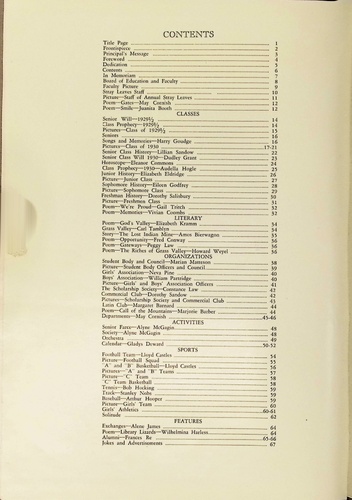 CONTENTS
Title Page 1
Frontispiece 2
Principal's Message 3
Foreword 4
Dedication 5
Contents 6
In Memoriam 7
Board of Education and Faculty 8
Faculty Picture 9
Stray Leaves Staff 10
Picture—Staff of Annual Stray Leaves 11
Poem—Gates—May Cornish 12
Poem—Smile—Juanita Booth 12
CLASSES
Senior Will—1929½ 14
Class Prophecy—1929½ 14
Pictures—Class of 1929½ 15
Seniors 16
Songs and Memories—Harry Goudge 16
Pictures—Class of 1930 17-21
Senior Class History—Lillian Sandow 22
Senior Class Will 1930—Dudley Grant 23
Horoscope—Eleanor Commons 24
Class Prophecy—1930—Audella Hogle 25
Junior History—Elizabeth Eldridge 26
Picture—Junior Class 27
Sophomore History—Eileen Godfrey 28
Picture—Sophomore Class 29
Freshman History—Dorothy Salisbury 30
Picture—Freshmen Class 31
Poem—We're Proud—Gail Tritch 32
Poem—Memories—Vivian Coombs 32
LITERARY
Poem—God's Valley—Elizabeth Kramm 34
Grass Valley—Carl Tamblyn 34
Story—The Lost Indian Mine—Amos Bierwagon 35
Poem—Opportunity—Fred Conway 36
Poem—Gateways—Peggy Law 36
Poem—The Riches of Grass Valley—Howard Weyel 36
ORGANIZATIONS
Student Body and Council—Marian Matteson 38
Picture—Student Body Officers and Council 39
Girls' Association—Neva Pine 40
Boys' Association—William Partridge 40
Picture—Girls' and Boys' Association Officers 41
The Scholarship Society—Constance Law 42
Commercial Club—Dorothy Sandow 42
Pictures—Scholarship Society and Commercial Club 43
Latin Club—Margaret Barnard 44
Poem—Call of the Mountains—Marjorie Barker 44
Departments—May Cornish 45-46
ACTIVITIES
Senior Fates—Alyne McGagin 48
Society—Alyne McGagin 48
Orchestra 49
Calendar—Gladys Deward 50-52
SPORTS
Football Team—Lloyd Castles 54
Picture—Football Squad 55
"A" and "B" Basketball—Lloyd Castles 56
Pictures—"A" and "B" Teams 57
Picture—"C" Team 58
"C" Team Basketball 58
Tennis—Bob Hocking 59
Track—Stanley Nobs 59
Baseball—Arthur Hooper 59
Picture—Girls' Team 60
Girls' Athletics 60-61
Solitude 62
FEATURES
Exchanges—Alene James 64
Poem—Library Lizards—Wilhelmina Harless 64
Alumni—Frances Re 65-66
Jokes and Advertisements 67